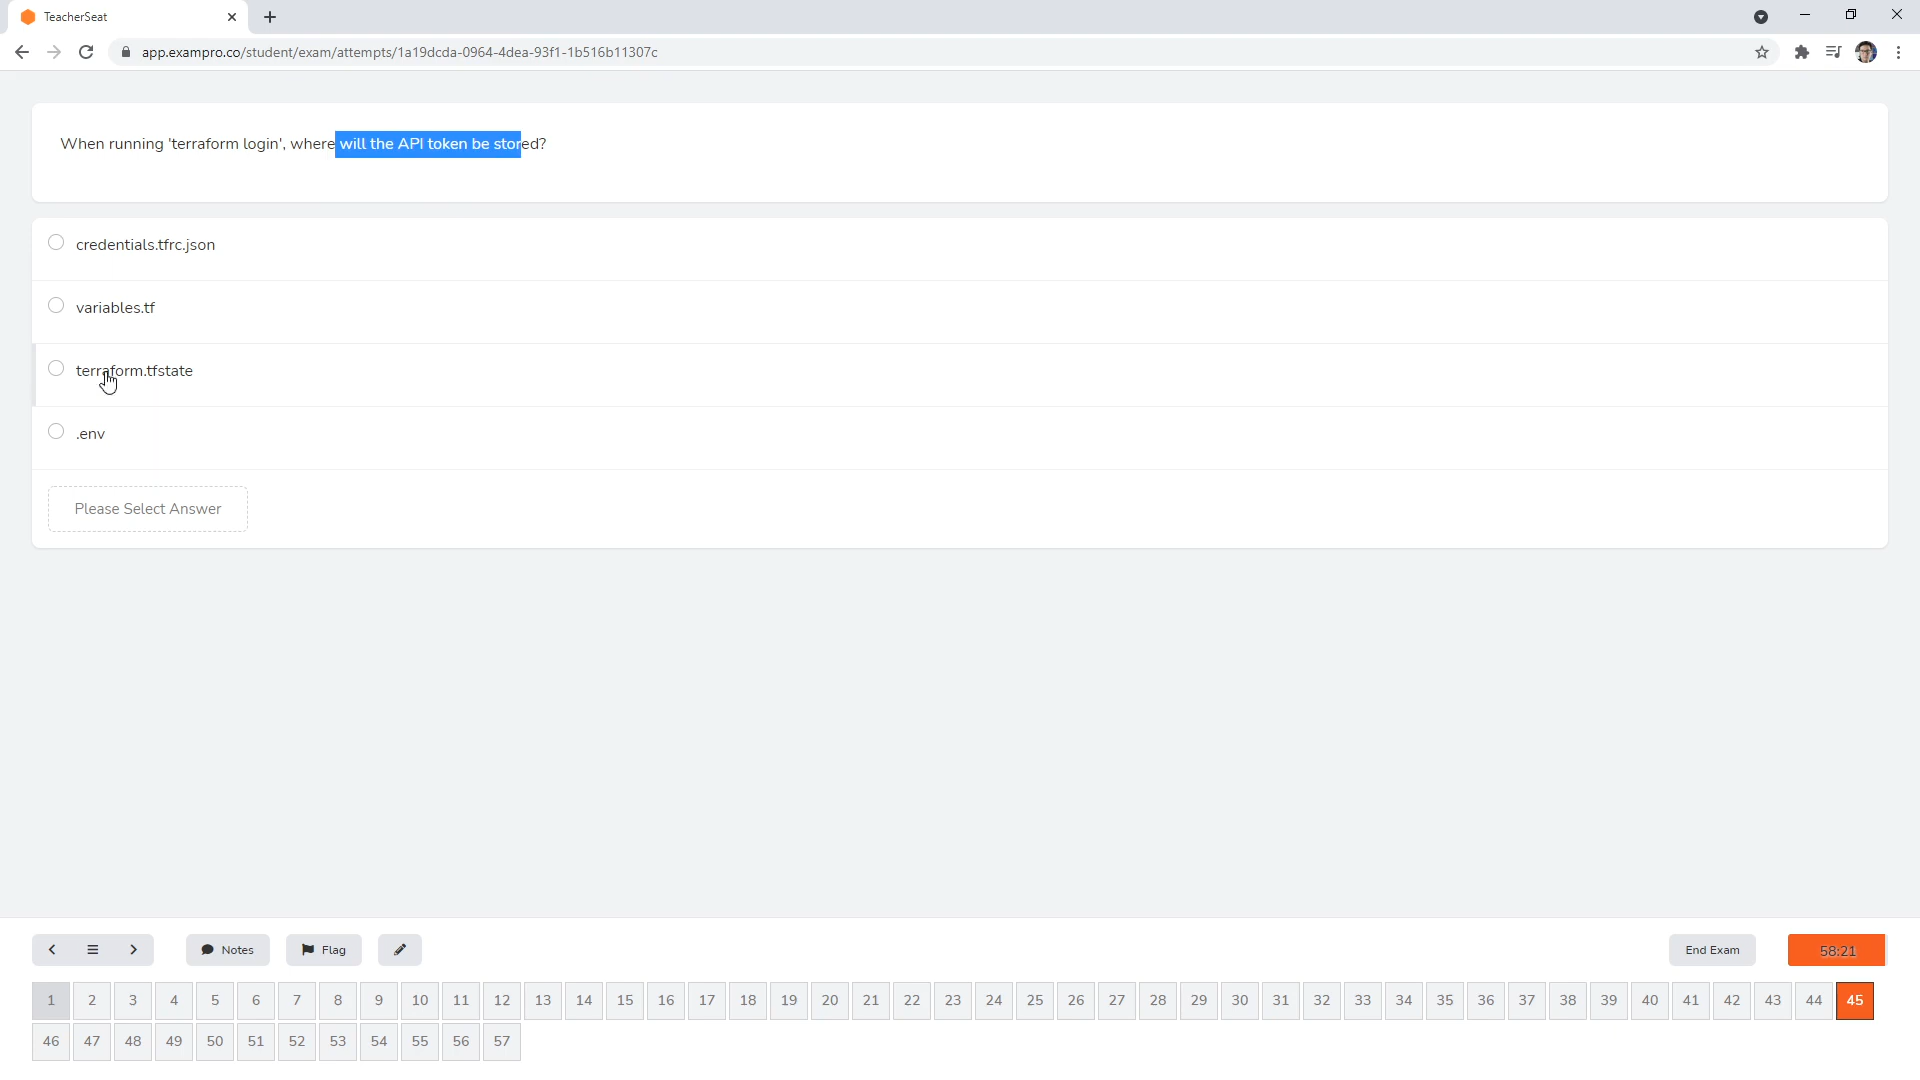 TeacherSeat
app.exampro.co/student/exam/attempts/1a19dcda-0964-4dea-93f1-1b516b11307c
When running 'terraform login', where will the API token be stored?
credentials.tfrc.json
variables.tf
terraform.tfstate
.env
Please Select Answer
Notes Flag End Exam 58:21
1 2 3 4 5 6 7 8 9 10 11 12 13 14 15 16 17 18 19 20 21 22 23 24 25 26 27 28 29 30 31 32 33 34 35 36 37 38 39 40 41 42 43 44 45
46 47 48 49 50 51 52 53 54 55 56 57